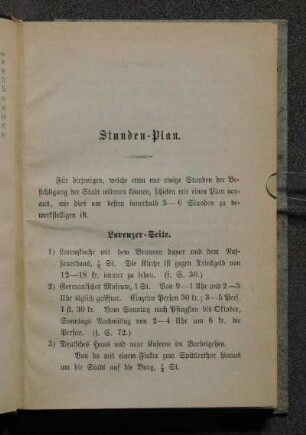 Stunden-Plan.
Für diejenigen, welche etwa nur einige Stunden der Be-
sichtigung der Stadt widmen können, schicken wir einen Plan vor-
aus, wie dies am besten innerhalb 5—6 Stunden zu be-
werkstelligen ist.
Lorenzer-Seite.
1) Lorenzkirche mit dem Brunnen davor und dem Nas-
sauerhaus, ¼ St. Die Kirche ist gegen Trinkgeld von
12—18 kr. immer zu sehen. (s. S. 30.)
2) Germanisches Museum, 1 St. Von 9—1 Uhr und 2—5
Uhr täglich geöffnet. Einzelne Person 30 kr.; 3—5 Pers.
1 fl. 30 kr. Vom Sonntag nach Pfingsten bis Oktober,
Sonntags Nachmittag von 2—4 Uhr um 6 kr. die
Person. (s. S. 72.)
3) Deutsches Haus und neue Kaserne im Vorbeigehen.
Von da mit einem Fiaker zum Spittlerthor hinaus
um die Stadt auf die Burg, ¼ St.